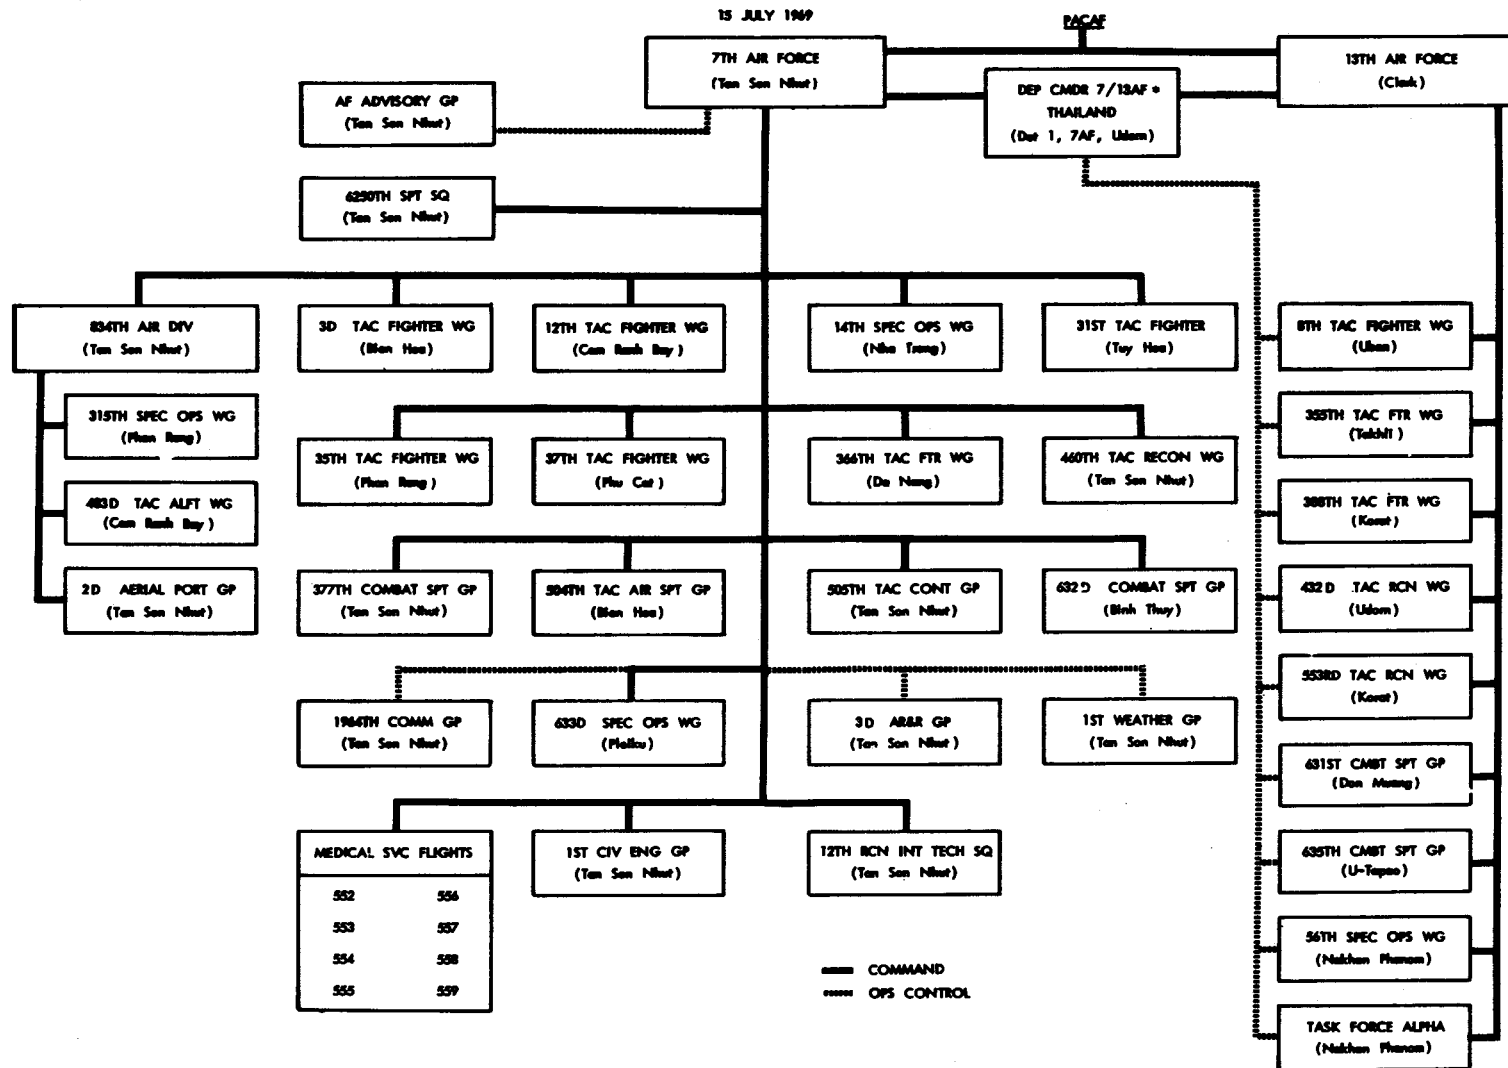 15 JULY 1969
PACAF
7TH AIR FORCE
(Tan Son Nhut)
13TH AIR FORCE
(Clark)
DEP CMDR 7/13AF *
THAILAND
(Det 1, 7AF, Udorn)
AF ADVISORY GP
(Tan Son Nhut)
6250TH SPT SQ
(Tan Son Nhut)
834TH AIR DIV
(Tan Son Nhut)
3D TAC FIGHTER WG
(Bien Hoa)
12TH TAC FIGHTER WG
(Cam Ranh Bay)
14TH SPEC OPS WG
(Nha Trang)
31ST TAC FIGHTER
(Tuy Hoa)
8TH TAC FIGHTER WG
(Ubon)
315TH SPEC OPS WG
(Phan Rang)
35TH TAC FIGHTER WG
(Phan Rang)
37TH TAC FIGHTER WG
(Phu Cat)
366TH TAC FTR WG
(Da Nang)
460TH TAC RECON WG
(Tan Son Nhut)
355TH TAC FTR WG
(Takhli)
483D TAC ALFT WG
(Cam Ranh Bay)
388TH TAC FTR WG
(Korat)
2D AERIAL PORT GP
(Tan Son Nhut)
377TH COMBAT SPT GP
(Tan Son Nhut)
504TH TAC AIR SPT GP
(Bien Hoa)
505TH TAC CONT GP
(Tan Son Nhut)
632D COMBAT SPT GP
(Binh Thuy)
432D TAC RCN WG
(Udorn)
553RD TAC RCN WG
(Korat)
1964TH COMM GP
(Tan Son Nhut)
633D SPEC OPS WG
(Pleiku)
3D AR&R GP
(Tan Son Nhut)
1ST WEATHER GP
(Tan Son Nhut)
631ST CMBT SPT GP
(Don Muang)
MEDICAL SVC FLIGHTS
552 556
553 557
554 558
555 559
1ST CIV ENG GP
(Tan Son Nhut)
12TH RCN INT TECH SQ
(Tan Son Nhut)
635TH CMBT SPT GP
(U-Tapao)
56TH SPEC OPS WG
(Nakhon Phanom)
COMMAND
OPS CONTROL
TASK FORCE ALPHA
(Nakhon Phanom)